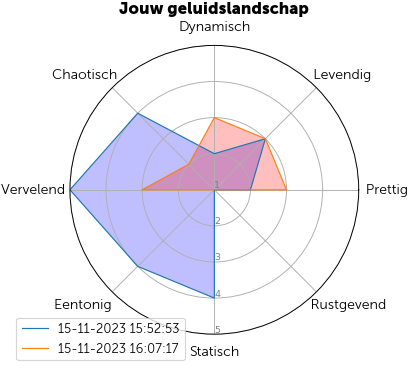 Jouw geluidslandschap
Dynamisch
Chaotisch
Levendig
Vervelend
1
Prettig
2
3
4
Eentonig
Rustgevend
5
15-11-2023 15:52:53
15-11-2023 16:07:17
Statisch